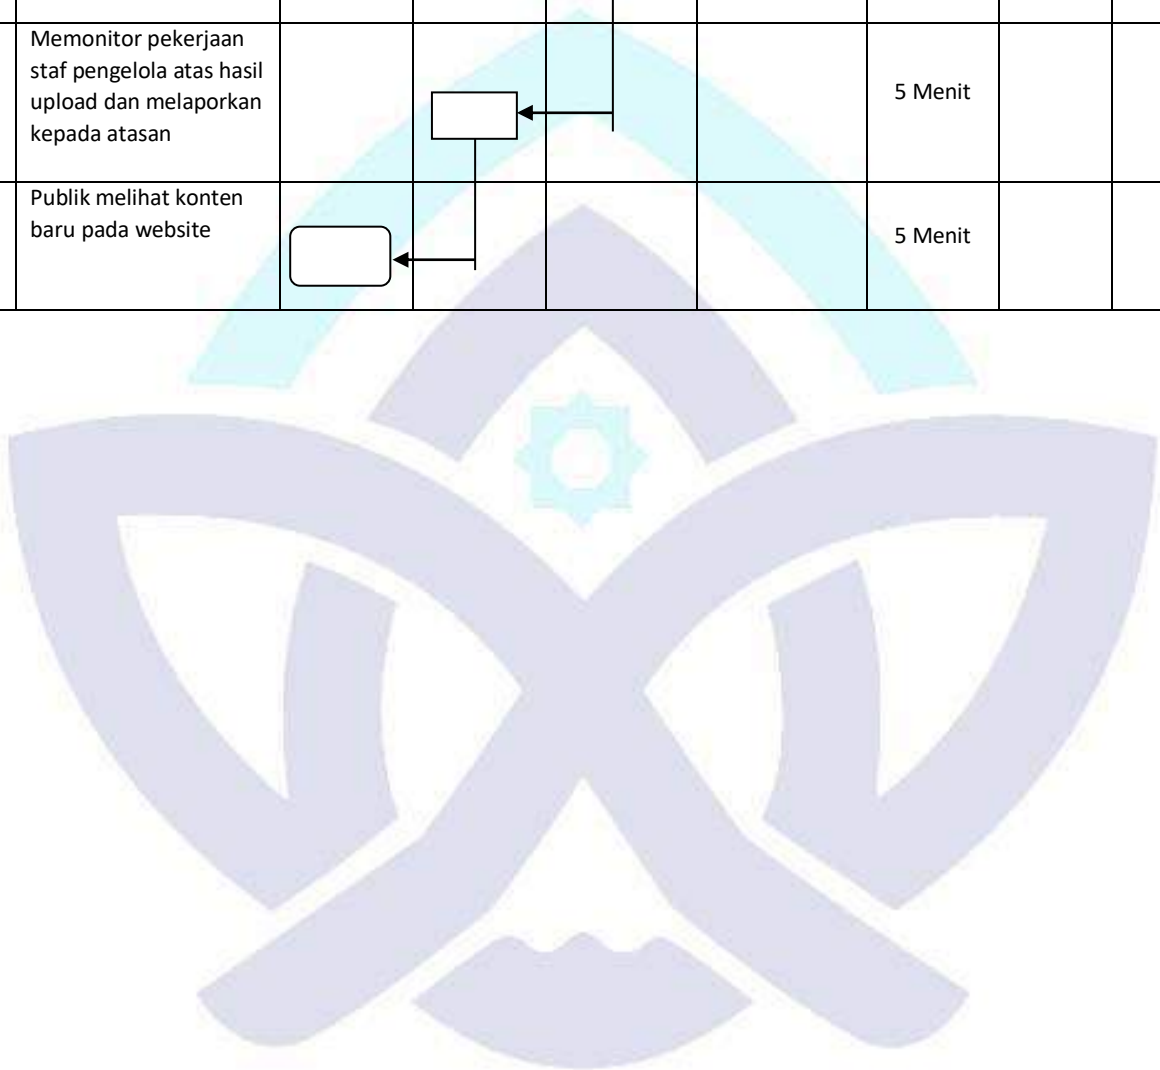 Memonitor pekerjaan
staf pengelola atas hasil
upload dan melaporkan
kepada atasan
5 Menit
Publik melihat konten
baru pada website
5 Menit